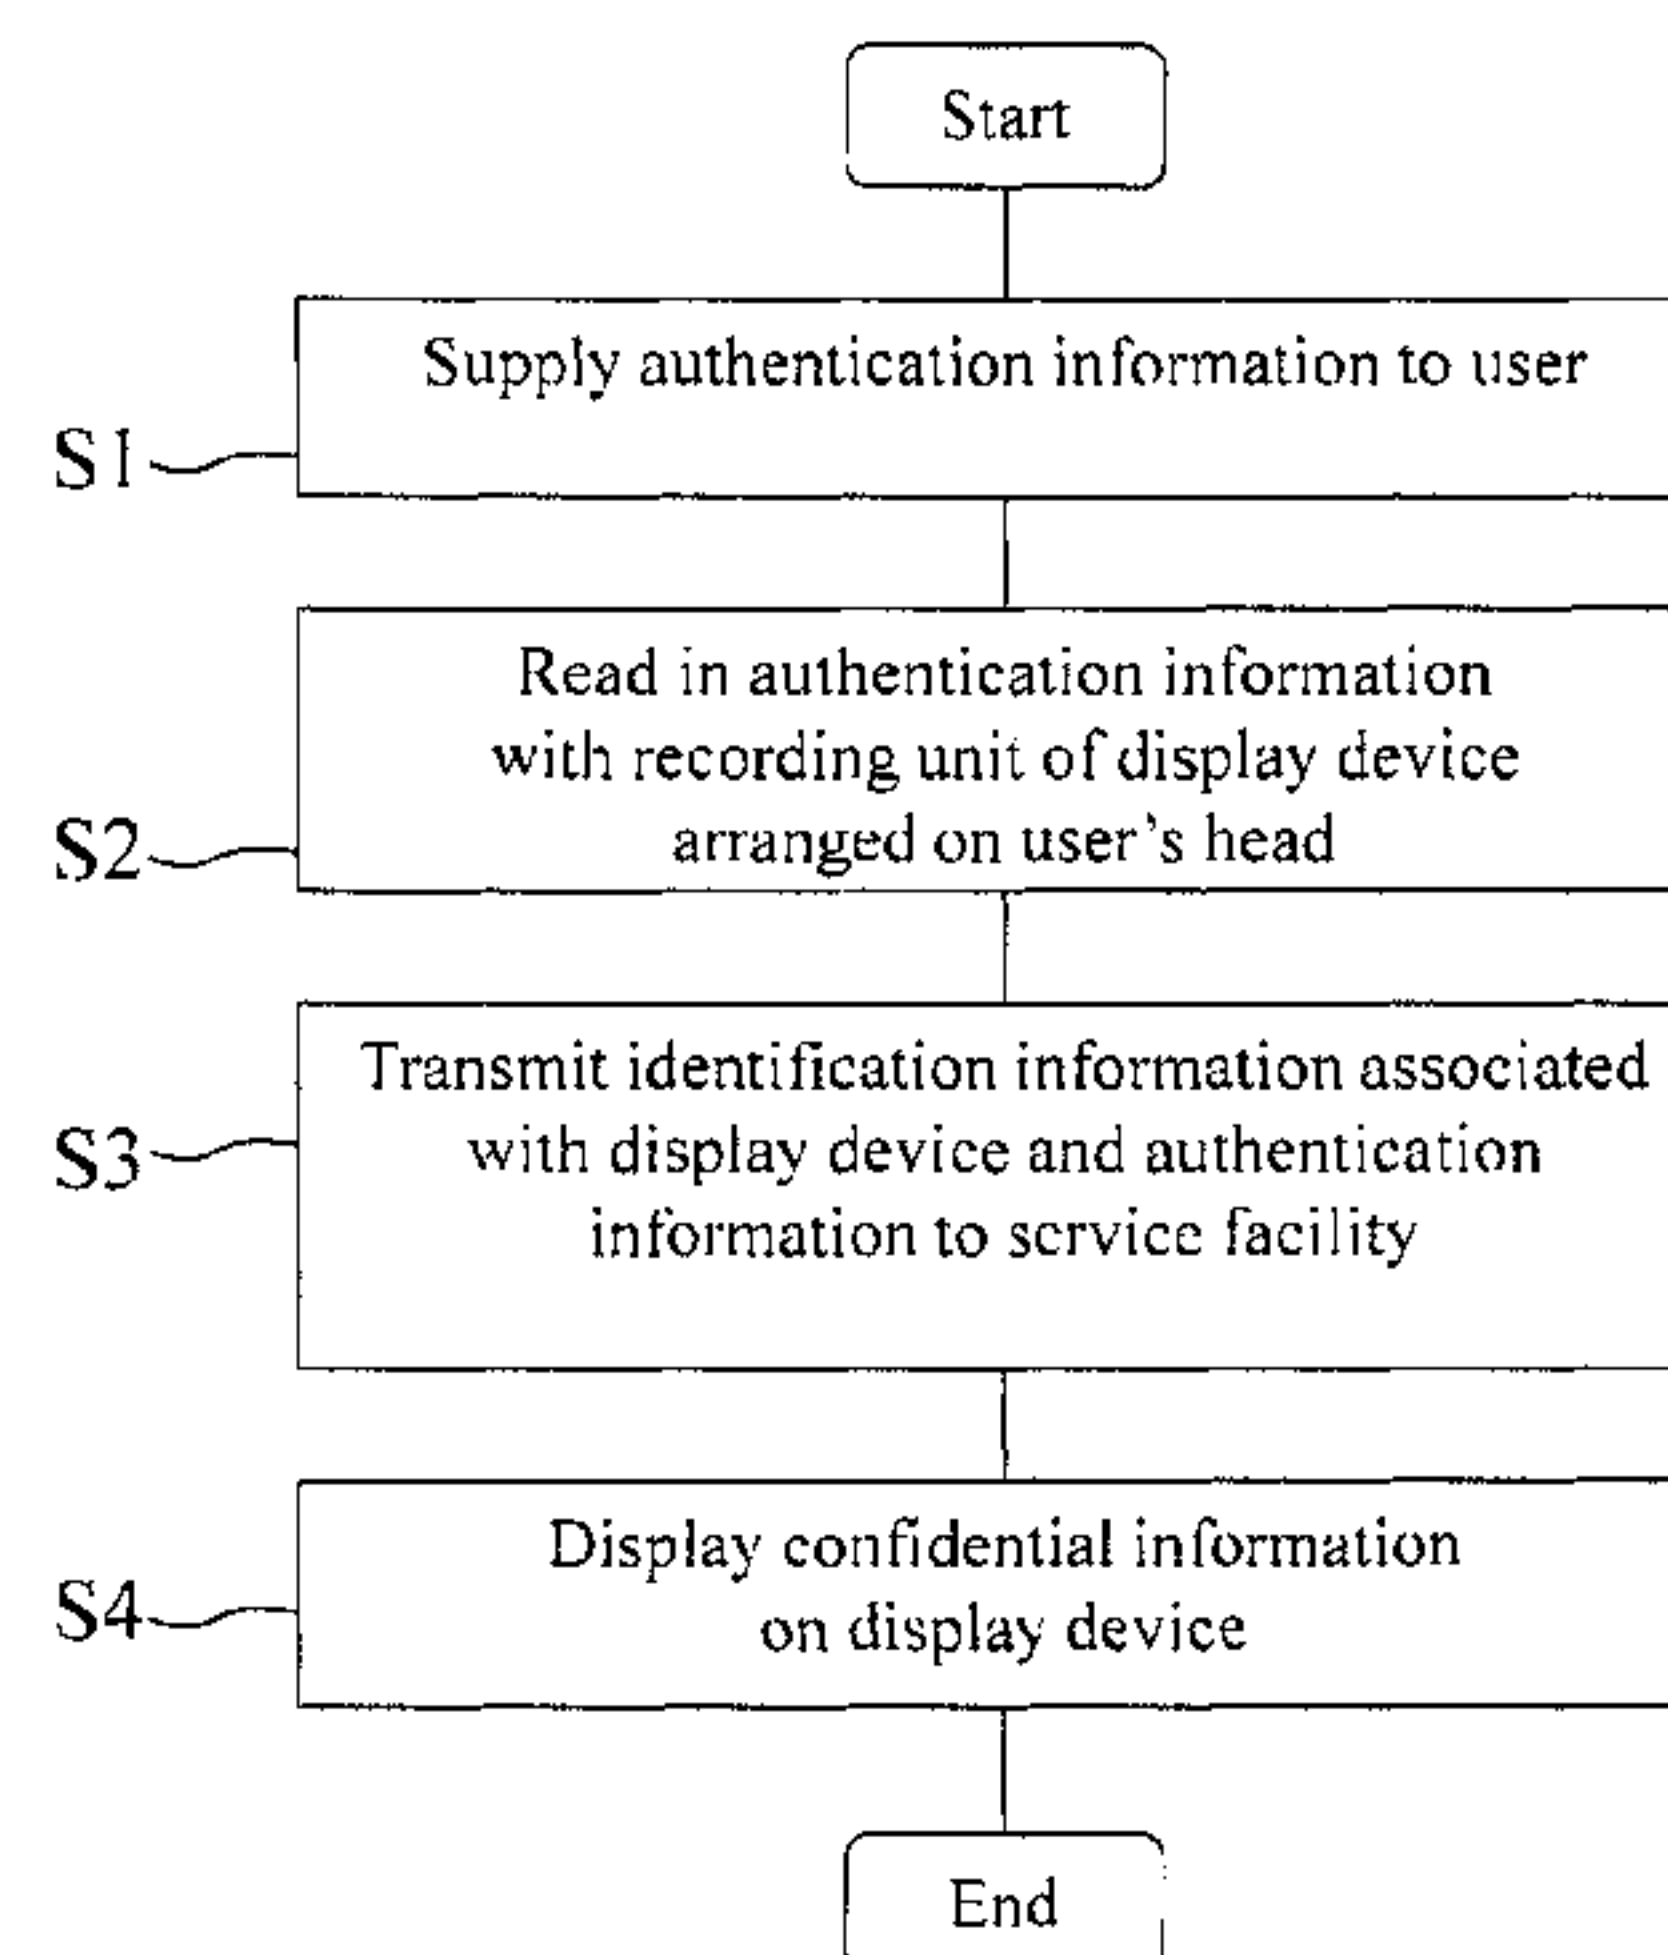 Start
Supply authentication information to user
S1
Read in authentication information
with recording unit of display device
arranged on user's head
S2
Transmit identification information associated
with display device and authentication
information to service facility
S3
Display confidential information
on display device
S4
End